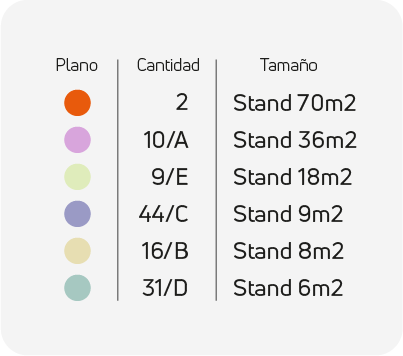 Plano Cantidad Tamaño
2 Stand 70m2
10/A Stand 36m2
9/E Stand 18m2
44/C Stand 9m2
16/B Stand 8m2
31/D Stand 6m2